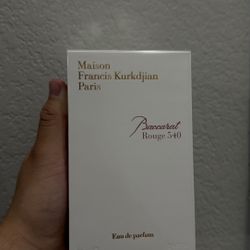 Maison
Francis Kurkdjian
Paris
Baccarat
Rouge 540
Eau de parfum